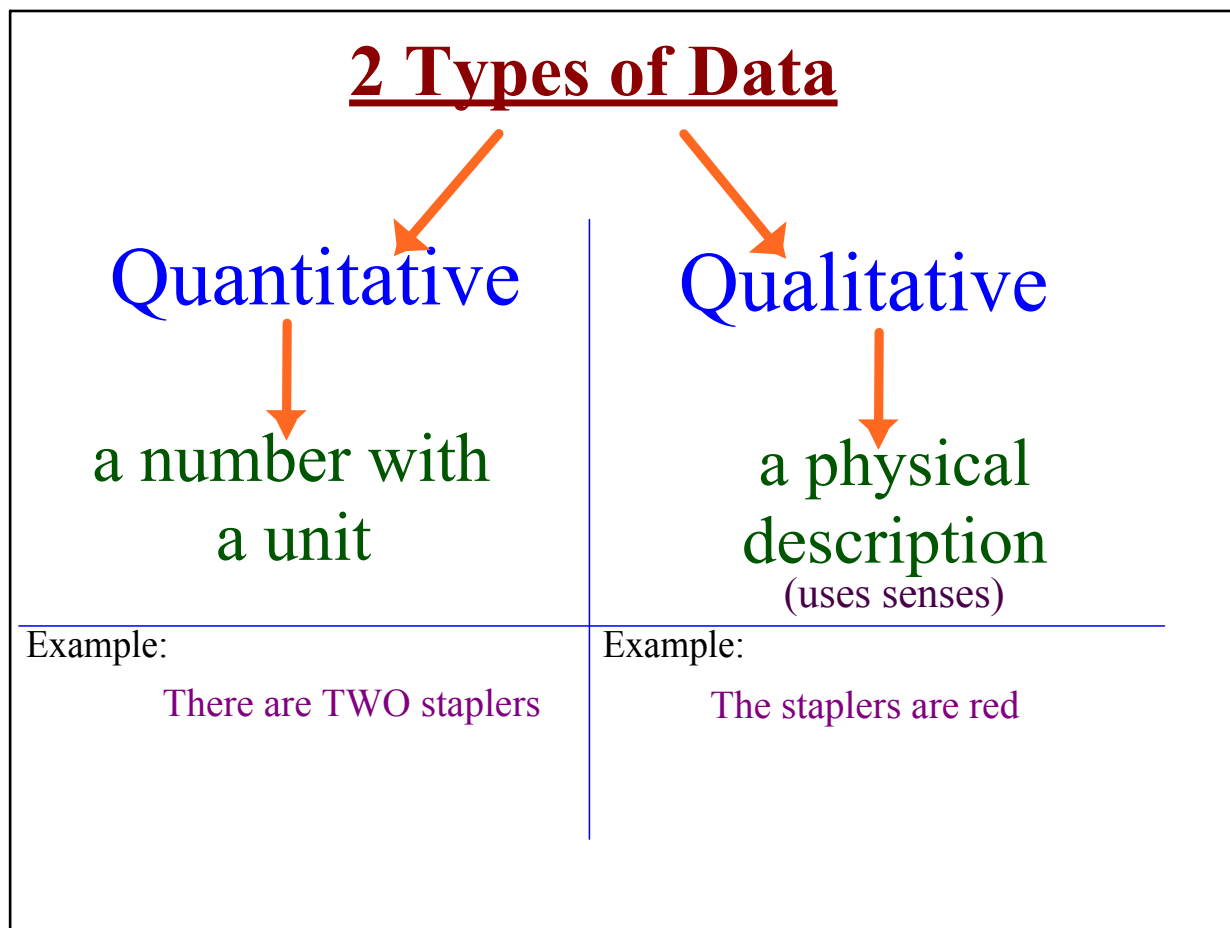 2 Types of Data
Quantitative
a number with
a unit
Example:
There are TWO staplers
Qualitative
a physical
description
(uses senses)
Example:
The staplers are red